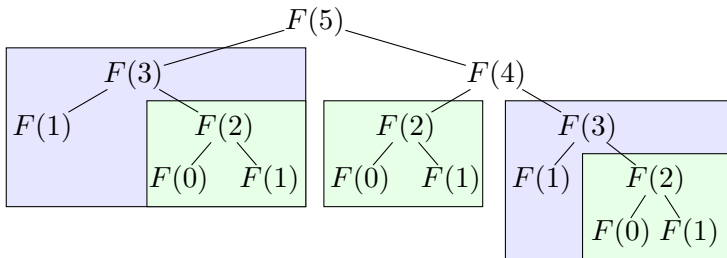 F(5)
F(3) F(4)
F(1) F(2) F(2) F(3)
F(0) F(1) F(0) F(1) F(1) F(2)
F(0) F(1)